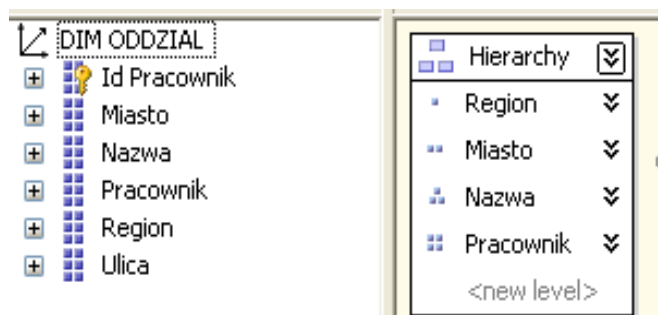 DIM ODDZIAL
Id Pracownik
Miasto
Nazwa
Pracownik
Region
Ulica
Hierarchy
Region
Miasto
Nazwa
Pracownik
<new level>